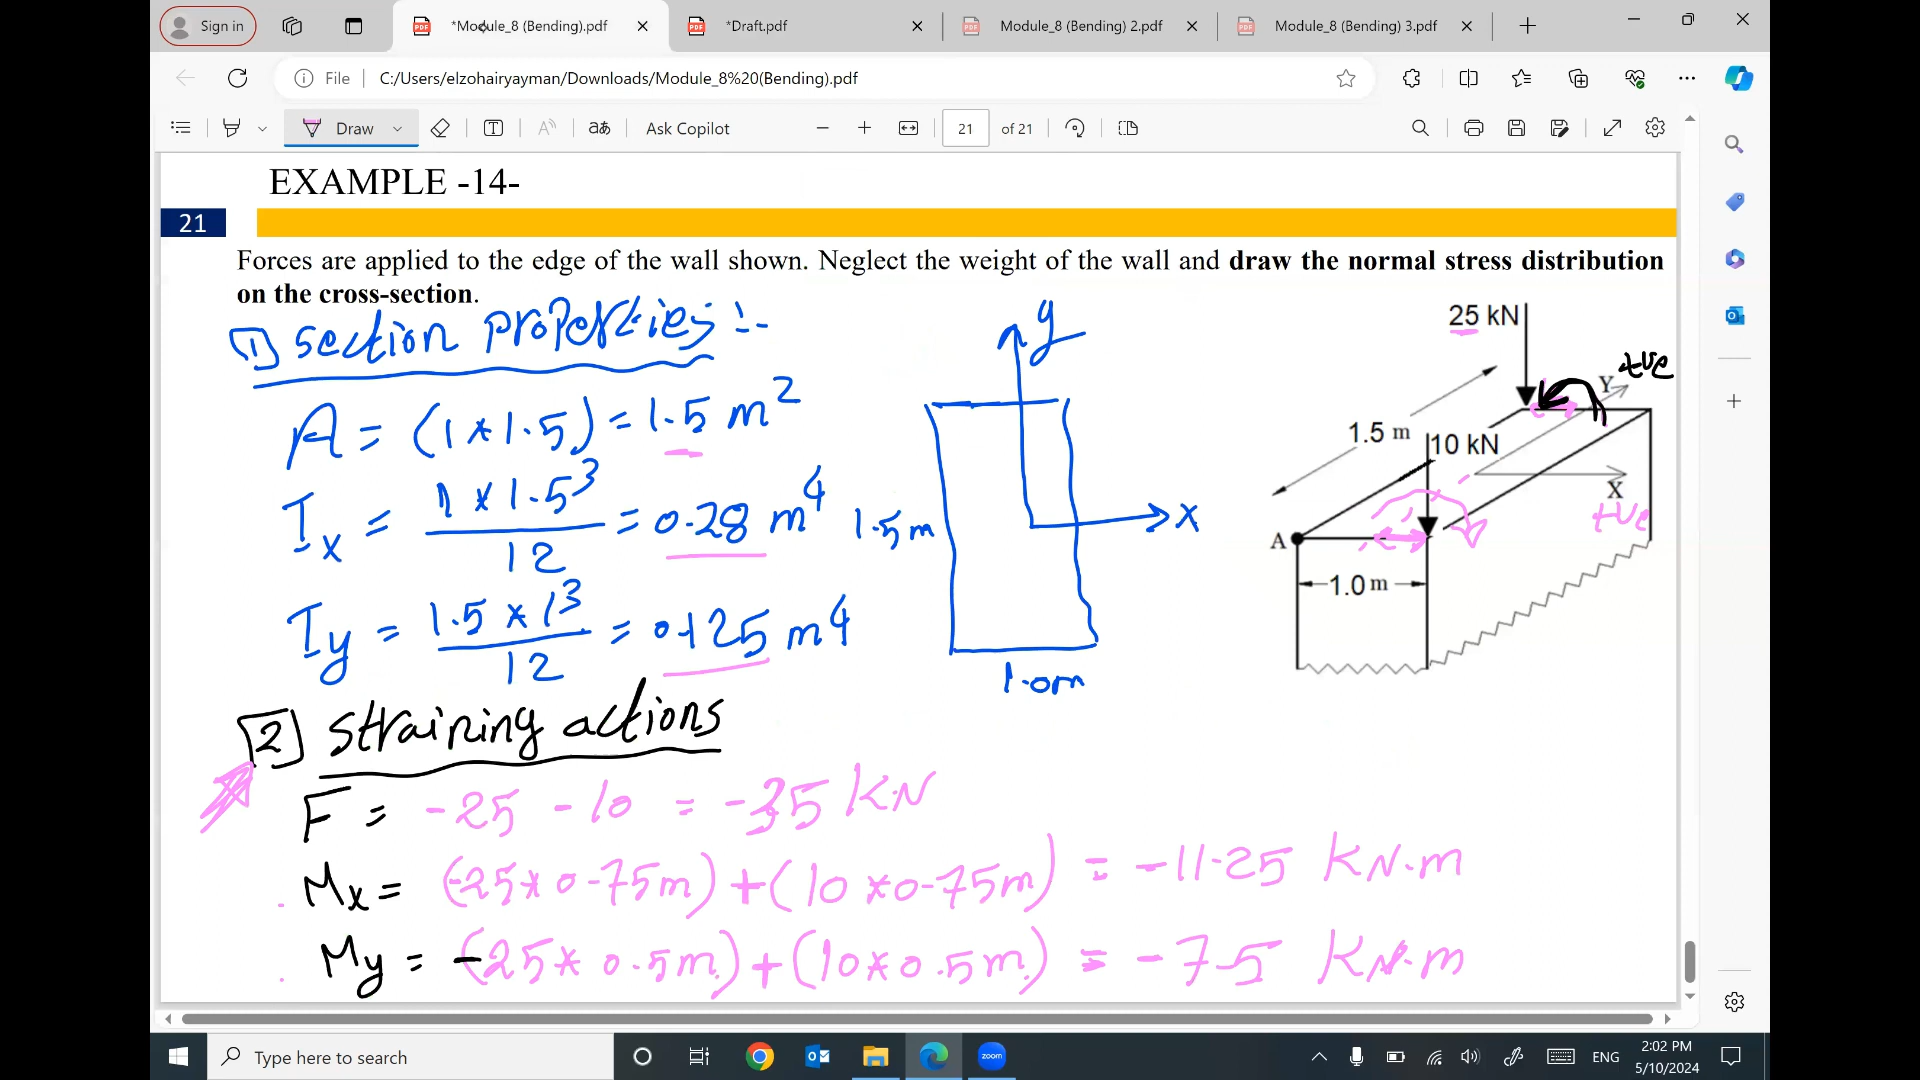 Sign in
*Module_8 (Bending).pdf
*Draft.pdf
Module_8 (Bending) 2.pdf
Module_8 (Bending) 3.pdf
File
C:/Users/elzohairyayman/Downloads/Module_8%20(Bending).pdf
Draw
Ask Copilot
21 of 21
EXAMPLE -14-
21
Forces are applied to the edge of the wall shown. Neglect the weight of the wall and draw the normal stress distribution
on the cross-section.
[1] section properties :-
A = (1*1.5) = 1.5 m²
Ix = 1*1.5³/12 = 0.28 m⁴
Iy = 1.5*1³/12 = 0.125 m⁴
y
x
1.5 m
1.0m
25 kN
+ve
Y
1.5 m
10 kN
X
+ve
A
1.0 m
[2] straining actions
F = -25 -10 = -35 KN
Mx = (-25*0.75m)+(10*0.75m) = -11.25 KN.m
My = -(25*0.5m)+(10*0.5m) = -7.5 KN.m
Type here to search
zoom
ENG
2:02 PM
5/10/2024